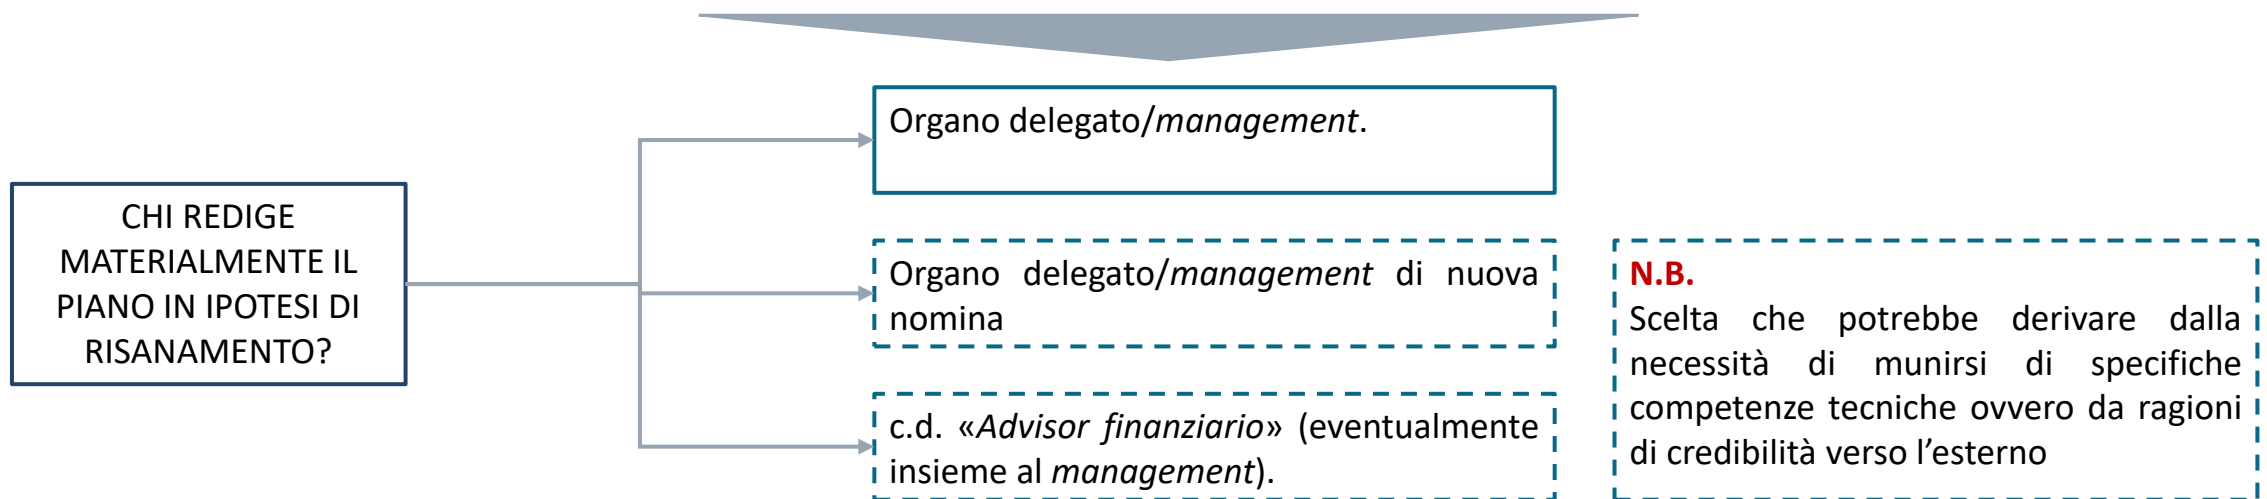 CHI REDIGE
MATERIALMENTE IL
PIANO IN IPOTESI DI
RISANAMENTO?
Organo delegato/management.
Organo delegato/management di nuova
nomina
c.d. «Advisor finanziario» (eventualmente
insieme al management).
N.B.
Scelta che potrebbe derivare dalla
necessità di munirsi di specifiche
competenze tecniche ovvero da ragioni
di credibilità verso l’esterno